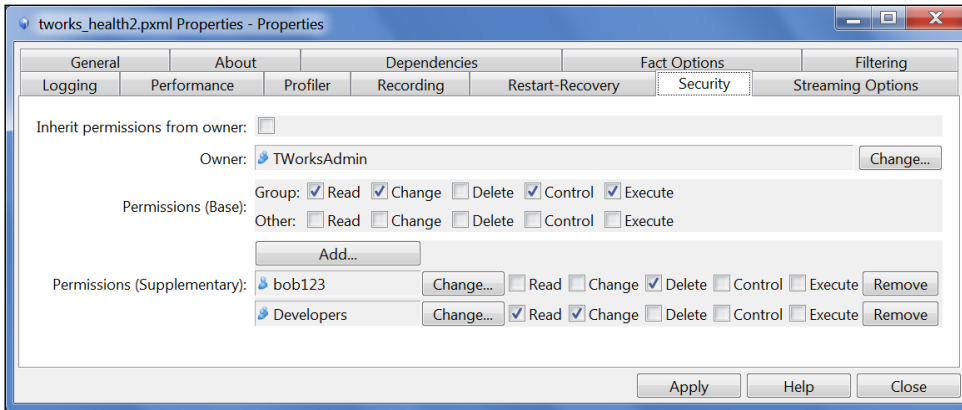 tworks_health2.pxml Properties - Properties
General About Dependencies Fact Options Filtering
Logging Performance Profiler Recording Restart-Recovery Security Streaming Options
Inherit permissions from owner:
Owner: TWorksAdmin Change...
Permissions (Base):
Group: Read Change Delete Control Execute
Other: Read Change Delete Control Execute
Add...
Permissions (Supplementary): bob123 Change... Read Change Delete Control Execute Remove
Developers Change... Read Change Delete Control Execute Remove
Apply Help Close